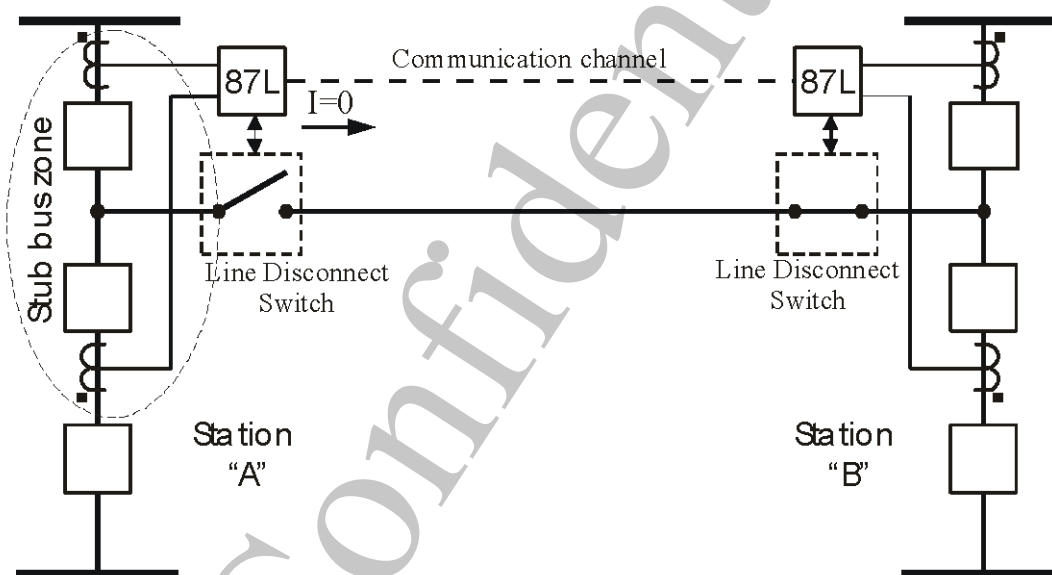 Communication channel
87L
87L
I=0
Stub bus zone
Line Disconnect
Switch
Line Disconnect
Switch
Station
"A"
Station
"B"
Confidential